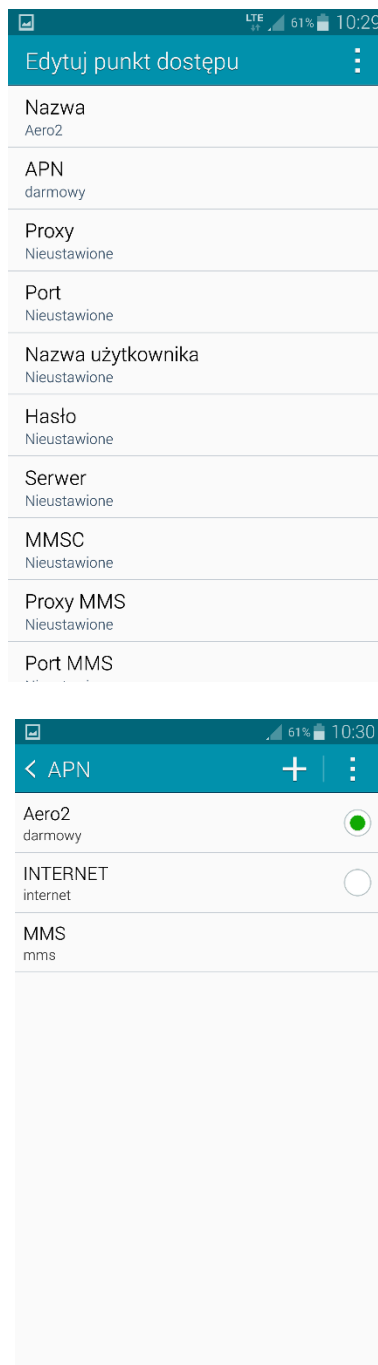 LTE 61% 10:29
Edytuj punkt dostępu
Nazwa
Aero2
APN
darmowy
Proxy
Nieustawione
Port
Nieustawione
Nazwa użytkownika
Nieustawione
Hasło
Nieustawione
Serwer
Nieustawione
MMSC
Nieustawione
Proxy MMS
Nieustawione
Port MMS
61% 10:30
< APN
Aero2
darmowy
INTERNET
internet
MMS
mms